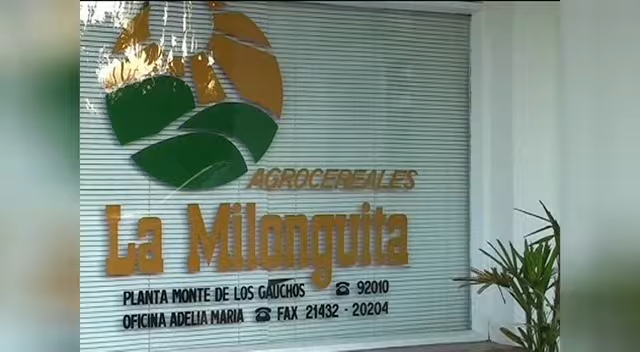 AGROCEREALES
La Milonguita
PLANTA MONTE DE LOS GAUCHOS ☎ 92010
OFICINA ADELIA MARIA ☎ FAX 21432 - 20204